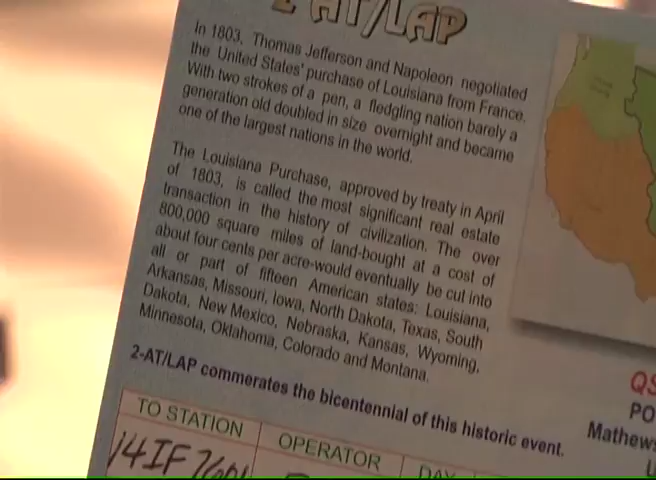 2-AT/LAP
In 1803, Thomas Jefferson and Napoleon negotiated
the United States' purchase of Louisiana from France.
With two strokes of a pen, a fledgling nation barely a
generation old doubled in size overnight and became
one of the largest nations in the world.
The Louisiana Purchase, approved by treaty in April
of 1803, is called the most significant real estate
transaction in the history of civilization. The over
800,000 square miles of land-bought at a cost of
about four cents per acre-would eventually be cut into
all or part of fifteen American states: Louisiana,
Arkansas, Missouri, Iowa, North Dakota, Texas, South
Dakota, New Mexico, Nebraska, Kansas, Wyoming,
Minnesota, Oklahoma, Colorado and Montana.
2-AT/LAP commerates the bicentennial of this historic event.
QS
PO
Mathews
TO STATION
OPERATOR
DAY